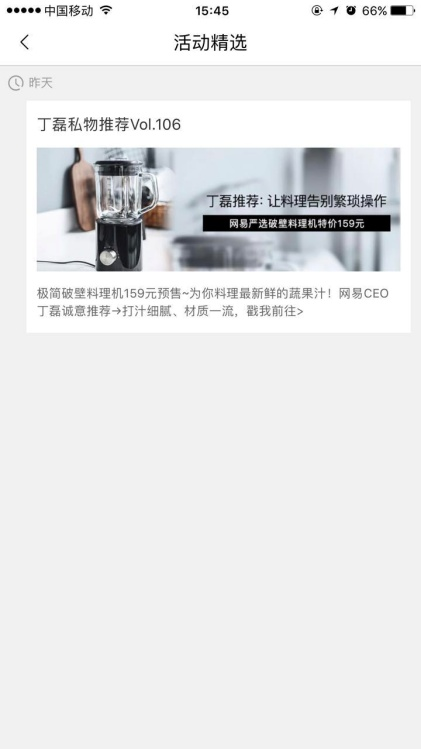 中国移动
15:45
66%
活动精选
昨天
丁磊私物推荐Vol.106
丁磊推荐: 让料理告别繁琐操作
网易严选破壁料理机特价159元
极简破壁料理机159元预售~为你料理最新鲜的蔬果汁！网易CEO
丁磊诚意推荐→打汁细腻、材质一流，戳我前往>